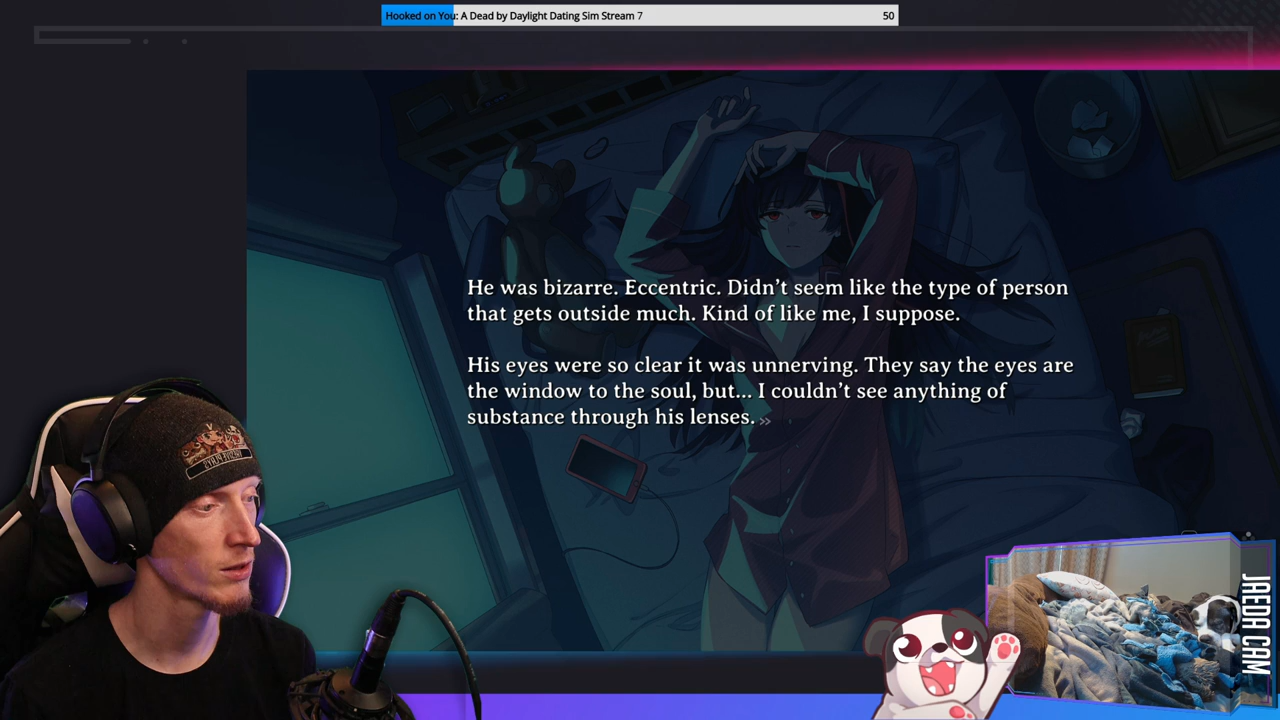 Hooked on You: A Dead by Daylight Dating Sim Stream 7
50
He was bizarre. Eccentric. Didn't seem like the type of person
that gets outside much. Kind of like me, I suppose.
His eyes were so clear it was unnerving. They say the eyes are
the window to the soul, but... I couldn't see anything of
substance through his lenses. »
JAEDA CAM